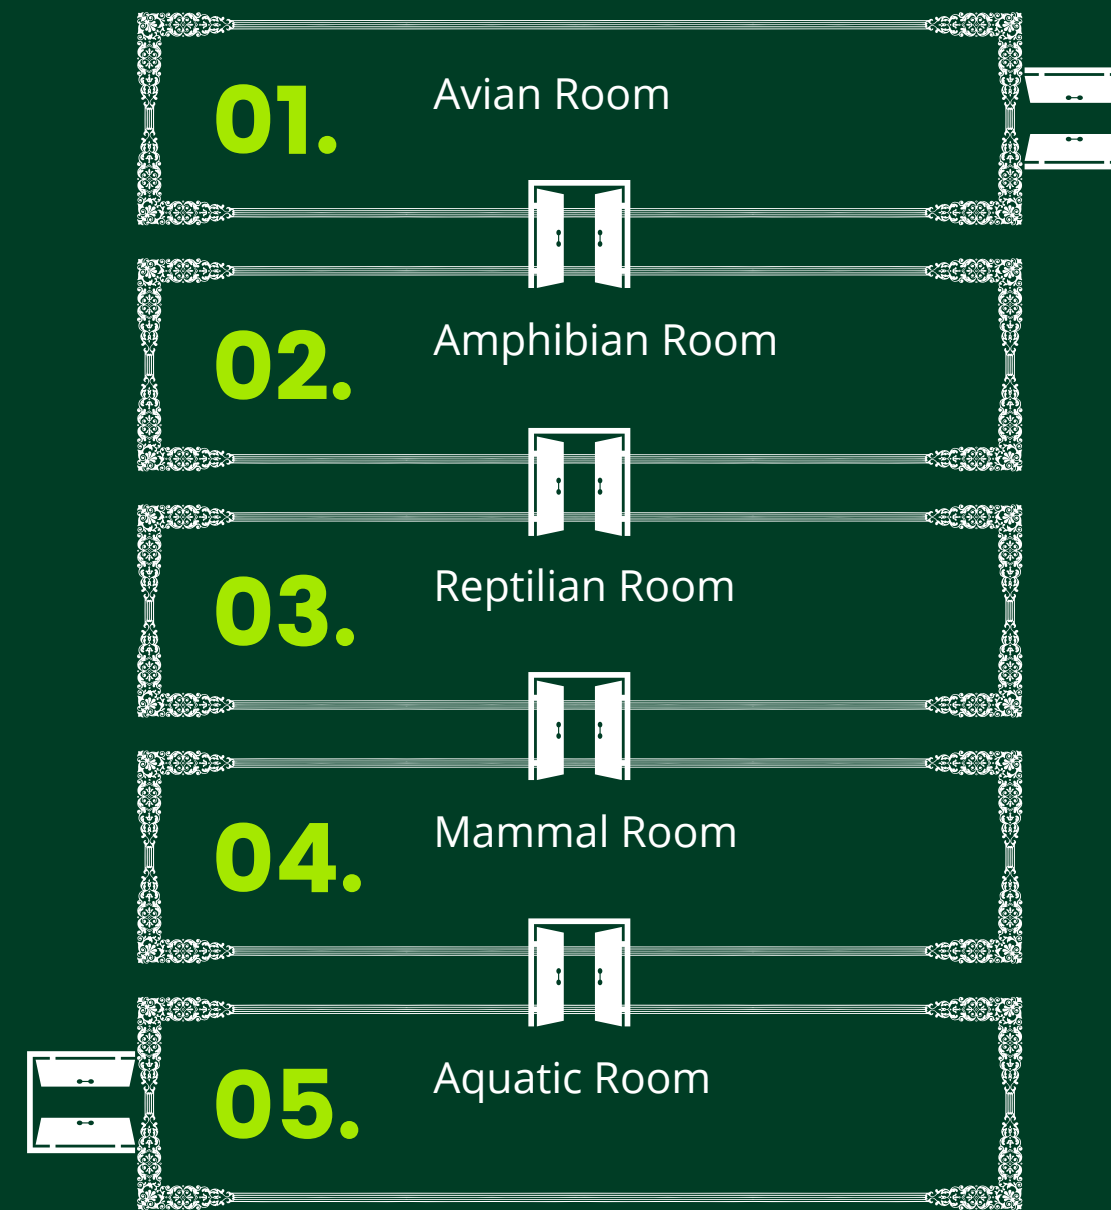 01.
Avian Room
02.
Amphibian Room
03.
Reptilian Room
04.
Mammal Room
05.
Aquatic Room